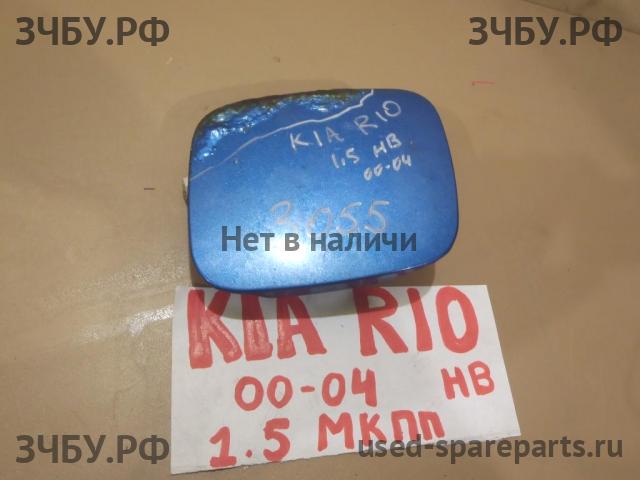 ЗЧБУ.РФ
ЗЧБУ.РФ
KIA RIO
1.5 HB
00-04
3055
Нет в наличи
KIA RIO
00-04 HB
1.5 МКПП
ЗЧБУ.РФ
used-spareparts.ru